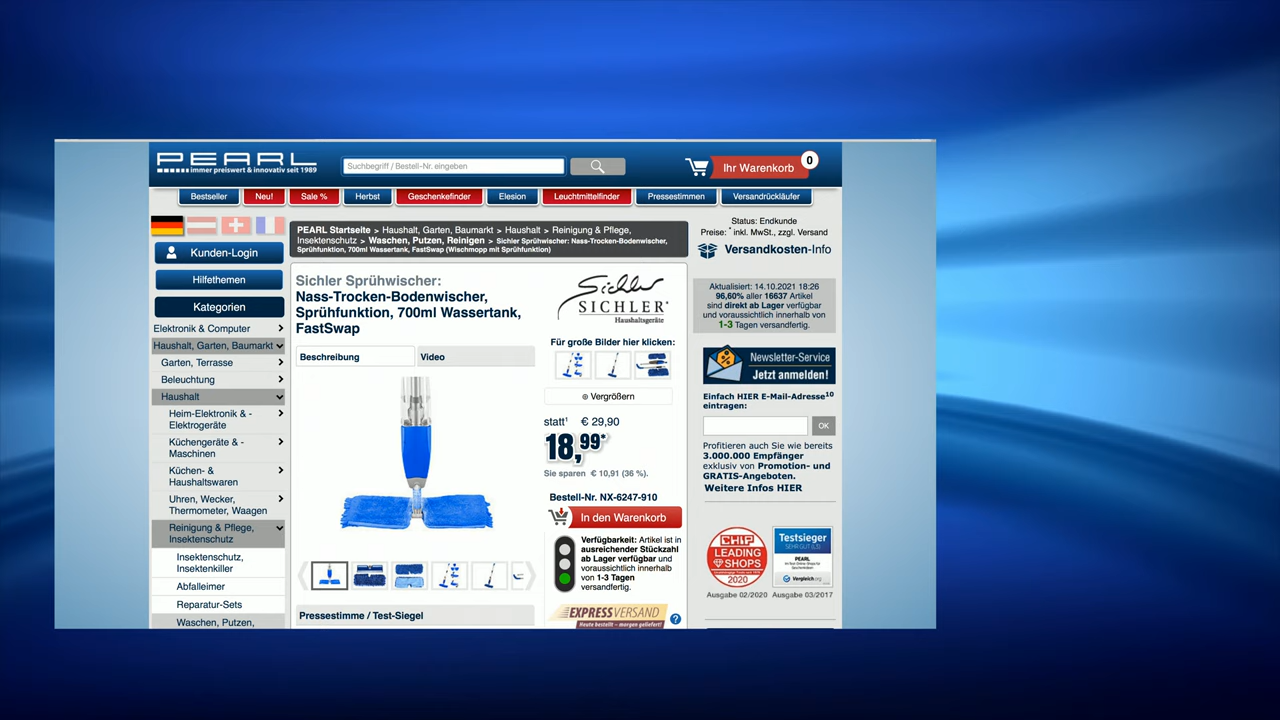 PEARL
immer preiswert & innovativ seit 1989
Suchbegriff / Bestell-Nr. eingeben
Ihr Warenkorb
0
Bestseller
Neu!
Sale %
Herbst
Geschenkefinder
Elesion
Leuchtmittelfinder
Pressestimmen
Versandrückläufer
Kunden-Login
Hilfethemen
Kategorien
Elektronik & Computer
Haushalt, Garten, Baumarkt
Garten, Terrasse
Beleuchtung
Haushalt
Heim-Elektronik & -
Elektrogeräte
Küchengeräte & -
Maschinen
Küchen- &
Haushaltswaren
Uhren, Wecker,
Thermometer, Waagen
Reinigung & Pflege,
Insektenschutz
Insektenschutz,
Insektenkiller
Abfalleimer
Reparatur-Sets
Waschen, Putzen,
PEARL Startseite > Haushalt, Garten, Baumarkt > Haushalt > Reinigung & Pflege,
Insektenschutz > Waschen, Putzen, Reinigen > Sichler Sprühwischer: Nass-Trocken-Bodenwischer,
Sprühfunktion, 700ml Wassertank, FastSwap (Wischmopp mit Sprühfunktion)
Sichler Sprühwischer:
Nass-Trocken-Bodenwischer,
Sprühfunktion, 700ml Wassertank,
FastSwap
Beschreibung
Video
Pressestimme / Test-Siegel
Sichler
SICHLER®
Haushaltsgeräte
Für große Bilder hier klicken:
Vergrößern
statt¹ € 29,90
18,99*
Sie sparen € 10,91 (36 %).
Bestell-Nr. NX-6247-910
In den Warenkorb
Verfügbarkeit: Artikel ist in
ausreichender Stückzahl
ab Lager verfügbar und
voraussichtlich innerhalb
von 1-3 Tagen
versandfertig.
EXPRESSVERSAND
Heute bestellt – morgen geliefert!
?
Status: Endkunde
Preise: * inkl. MwSt., zzgl. Versand
Versandkosten-Info
Aktualisiert: 14.10.2021 18:26
96,60% aller 16637 Artikel
sind direkt ab Lager verfügbar
und voraussichtlich innerhalb von
1-3 Tagen versandfertig.
%
Newsletter-Service
Jetzt anmelden!
Einfach HIER E-Mail-Adresse¹⁰
eintragen:
OK
Profitieren auch Sie wie bereits
3.000.000 Empfänger
exklusiv von Promotion- und
GRATIS-Angeboten.
Weitere Infos HIER
CHIP
LEADING
SHOPS
2020
Ausgabe 02/2020
Testsieger
SEHR GUT (1,5)
PEARL
Vergleich.org
Ausgabe 03/2017